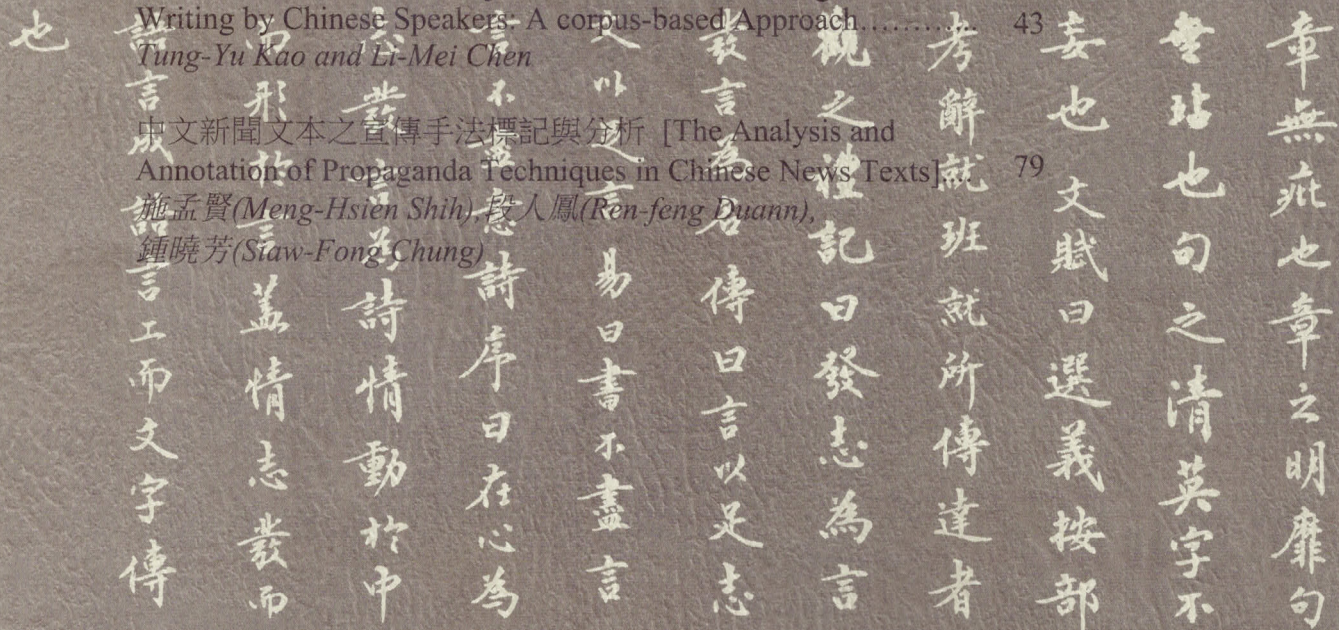 Writing by Chinese Speakers: A corpus-based Approach............ 43
Tung-Yu Kao and Li-Mei Chen
中文新聞文本之宣傳手法標記與分析 [The Analysis and
Annotation of Propaganda Techniques in Chinese News Texts].... 79
施孟賢(Meng-Hsien Shih),段人鳳(Ren-feng Duann),
鍾曉芳(Siaw-Fong Chung)
章無疵也章之明靡句
無玷也句之清英字不
妄也 文賦曰選義按部
考辭就班就所傳達者
觀之禮記曰發志為言
發言為名傳曰言以足志
文以足言易曰書不盡言
言不盡意詩序曰在心為
志發言為詩情動於中
而形於言蓋情志發而
言成語言工而文字傳
也